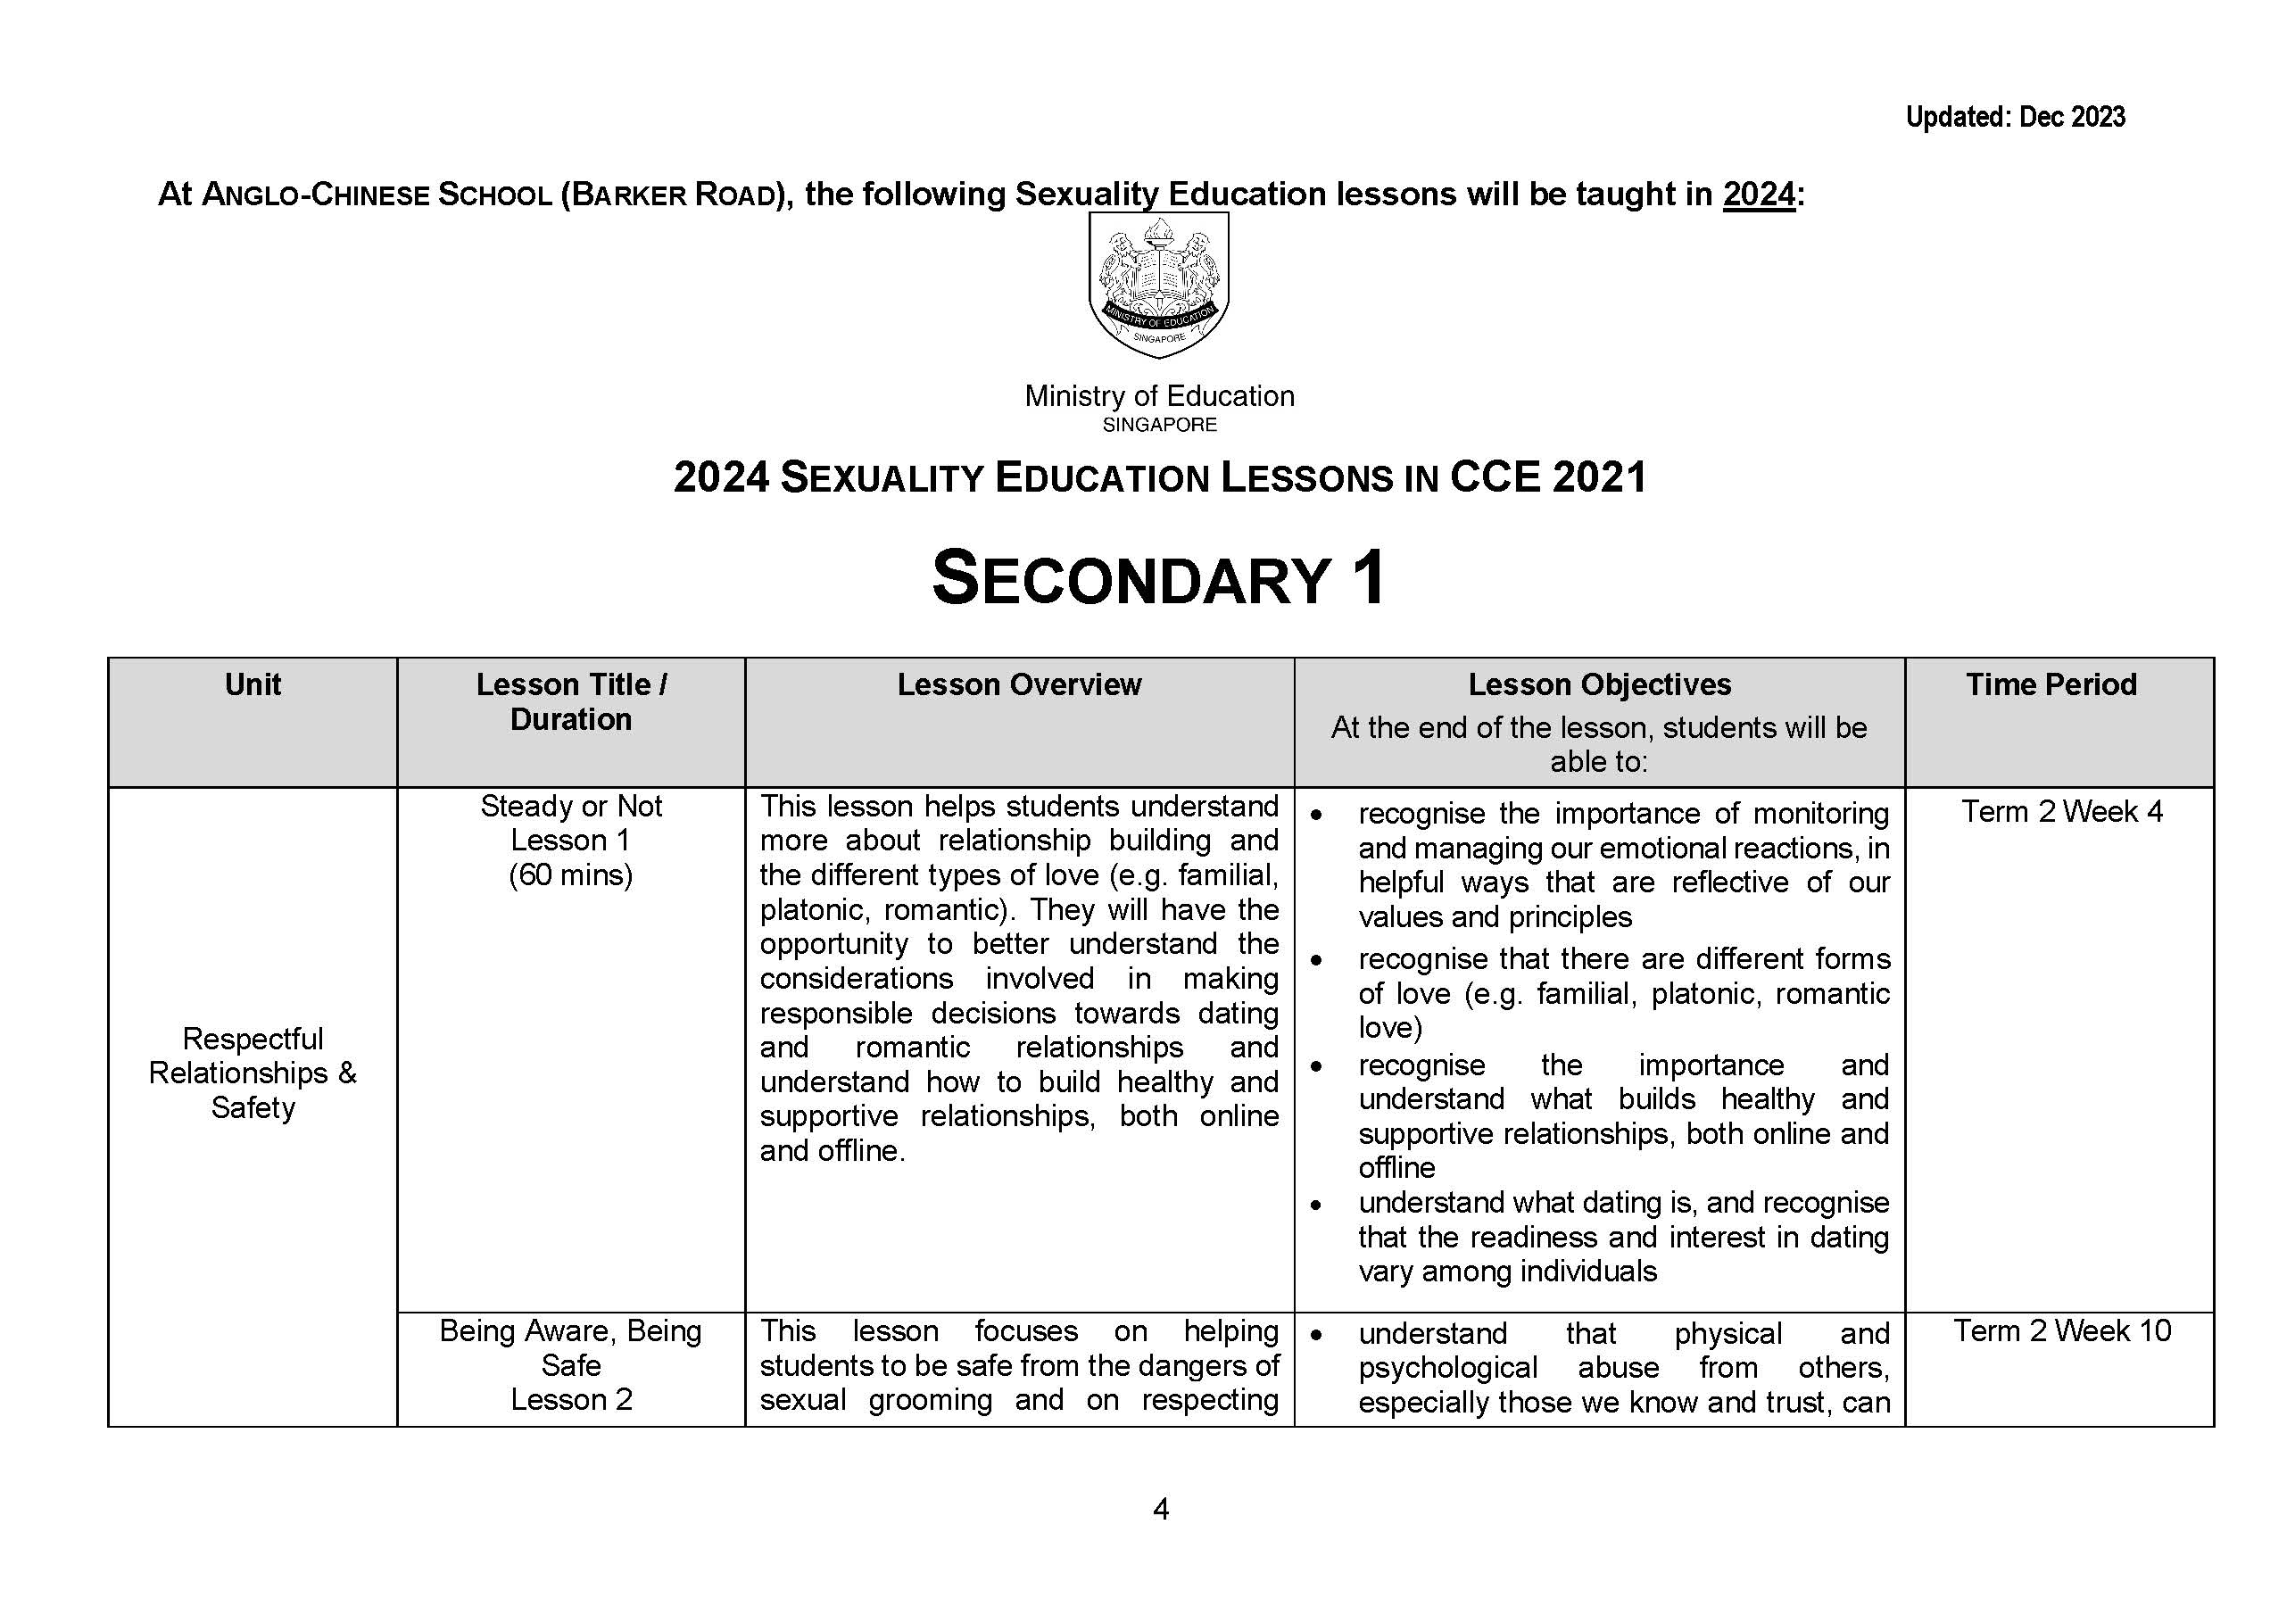 Updated: Dec 2023
At ANGLO-CHINESE SCHOOL (BARKER ROAD), the following Sexuality Education lessons will be taught in 2024:
MINISTRY OF EDUCATION
SINGAPORE
Ministry of Education
SINGAPORE
2024 SEXUALITY EDUCATION LESSONS IN CCE 2021
SECONDARY 1
Unit
Lesson Title /
Duration
Lesson Overview
Lesson Objectives
At the end of the lesson, students will be
able to:
Time Period
Respectful
Relationships &
Safety
Steady or Not
Lesson 1
(60 mins)
This lesson helps students understand
more about relationship building and
the different types of love (e.g. familial,
platonic, romantic). They will have the
opportunity to better understand the
considerations involved in making
responsible decisions towards dating
and romantic relationships and
understand how to build healthy and
supportive relationships, both online
and offline.
• recognise the importance of monitoring
and managing our emotional reactions, in
helpful ways that are reflective of our
values and principles
• recognise that there are different forms
of love (e.g. familial, platonic, romantic
love)
• recognise the importance and
understand what builds healthy and
supportive relationships, both online and
offline
• understand what dating is, and recognise
that the readiness and interest in dating
vary among individuals
Term 2 Week 4
Being Aware, Being
Safe
Lesson 2
This lesson focuses on helping
students to be safe from the dangers of
sexual grooming and on respecting
• understand that physical and
psychological abuse from others,
especially those we know and trust, can
Term 2 Week 10
4